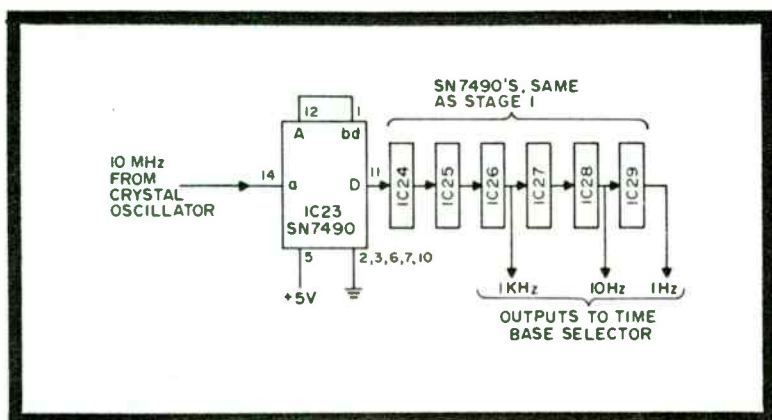 SN7490'S, SAME
AS STAGE 1
12
1
A
bd
10 MHz
FROM
CRYSTAL
OSCILLATOR
14
a
D
11
IC23
SN7490
IC24
IC25
IC26
IC27
IC28
IC29
5
2,3,6,7,10
+5V
1KHz
10Hz
1Hz
OUTPUTS TO TIME
BASE SELECTOR